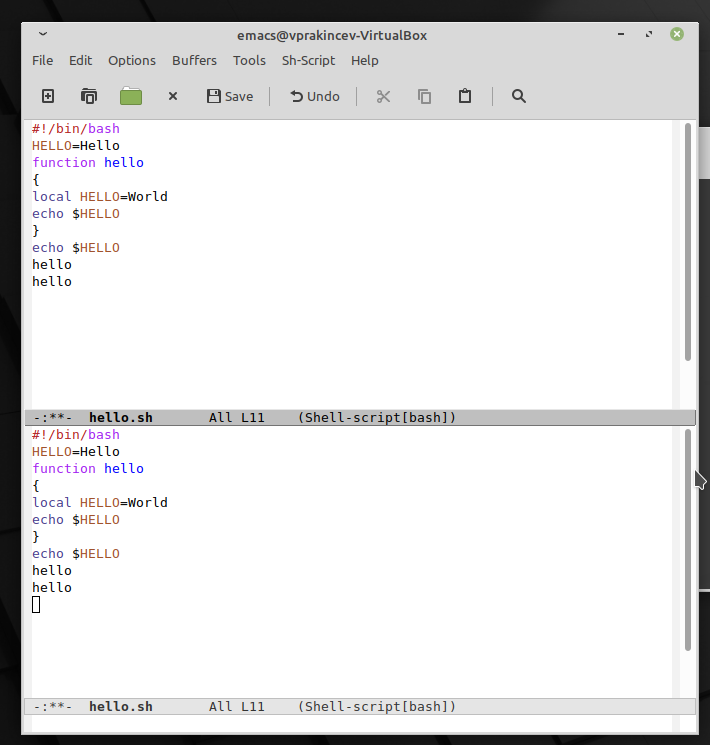 emacs@vprakincev-VirtualBox
File Edit Options Buffers Tools Sh-Script Help
Save Undo
#!/bin/bash
HELLO=Hello
function hello
{
local HELLO=World
echo $HELLO
}
echo $HELLO
hello
hello
-:**-  hello.sh       All L11    (Shell-script[bash])
#!/bin/bash
HELLO=Hello
function hello
{
local HELLO=World
echo $HELLO
}
echo $HELLO
hello
hello
-:**-  hello.sh       All L11    (Shell-script[bash])